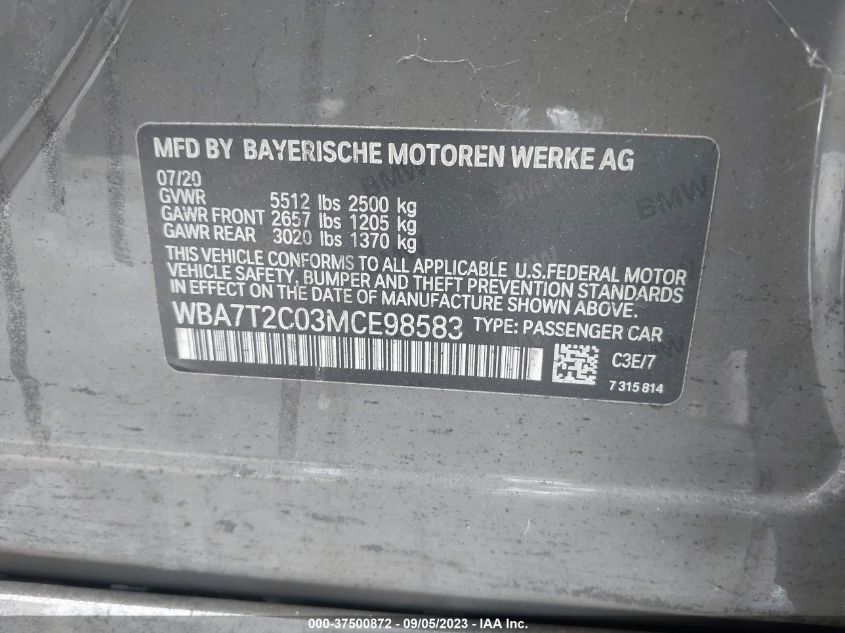 MFD BY BAYERISCHE MOTOREN WERKE AG
07/20
GVWR 5512 lbs 2500 kg
GAWR FRONT 2657 lbs 1205 kg
GAWR REAR 3020 lbs 1370 kg
THIS VEHICLE CONFORMS TO ALL APPLICABLE U.S.FEDERAL MOTOR
VEHICLE SAFETY, BUMPER AND THEFT PREVENTION STANDARDS
IN EFFECT ON THE DATE OF MANUFACTURE SHOWN ABOVE.
WBA7T2C03MCE98583 TYPE: PASSENGER CAR
C3E/7
7 315 814
BMW
BMW
000-37500872 - 09/05/2023 - IAA Inc.